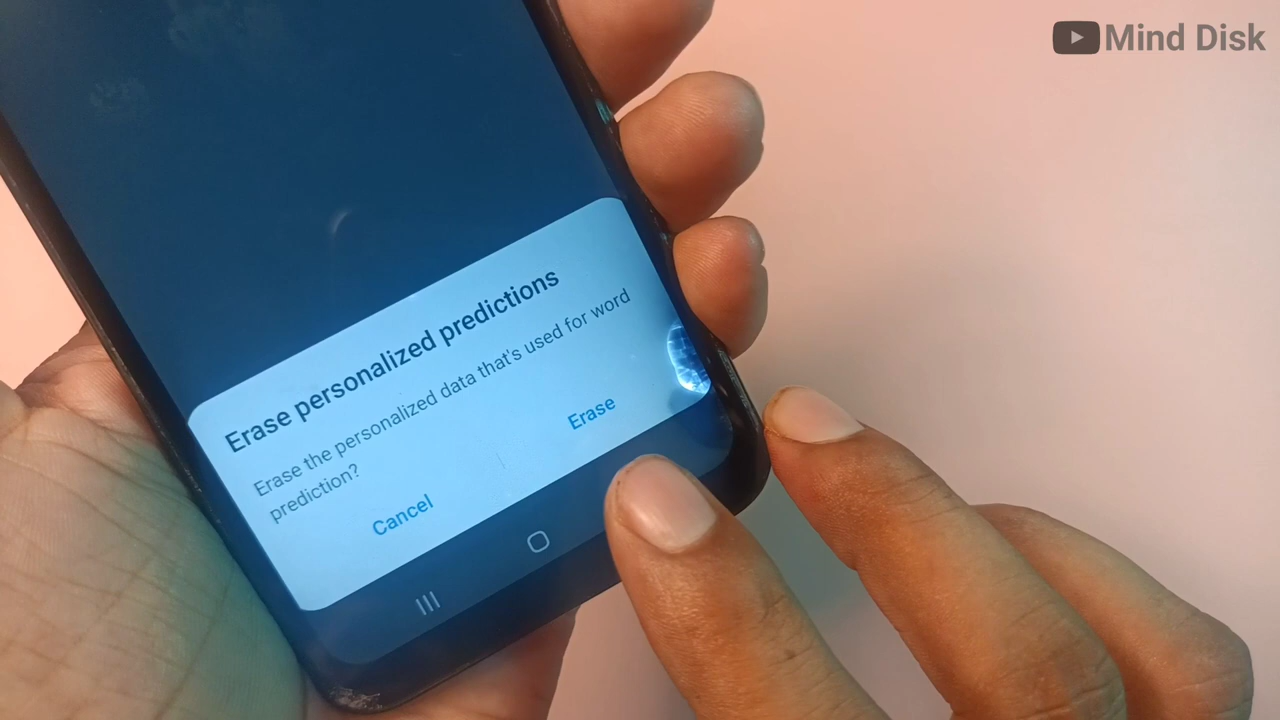 Mind Disk
Erase personalized predictions
Erase the personalized data that's used for word
prediction?
Cancel
Erase